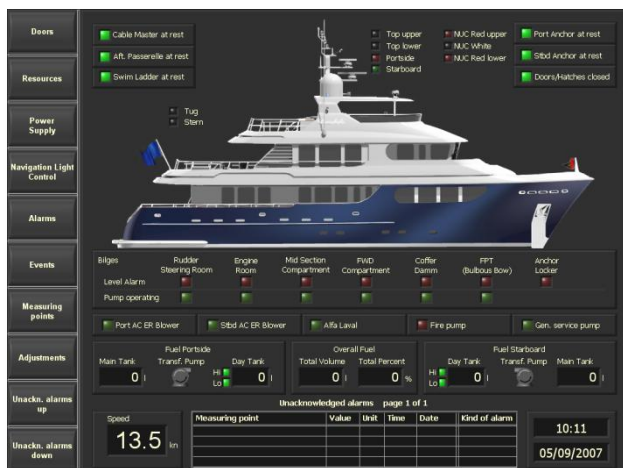 Doors
Resources
Power
Supply
Navigation Light
Control
Alarms
Events
Measuring
points
Adjustments
Unackn. alarms
up
Unackn. alarms
down
Cable Master at rest
Aft. Passerelle at rest
Swim Ladder at rest
Top upper
Top lower
Portside
Starboard
NUC Red upper
NUC White
NUC Red lower
Port Anchor at rest
Stbd Anchor at rest
Doors/Hatches closed
Tug
Stern
Bilges
Rudder
Steering Room
Engine
Room
Mid Section
Compartment
FWD
Compartment
Coffer
Damm
FPT
(Bulbous Bow)
Anchor
Locker
Level Alarm
Pump operating
Port AC ER Blower
Stbd AC ER Blower
Alfa Laval
Fire pump
Gen. service pump
Fuel Portside
Main Tank Transf. Pump Day Tank
0 l Hi Lo 0 l
Overall Fuel
Total Volume Total Percent
0 l 0 %
Fuel Starboard
Day Tank Transf. Pump Main Tank
Hi Lo 0 l 0 l
Unacknowledged alarms page 1 of 1
Measuring point Value Unit Time Date Kind of alarm
Speed
13.5 kn
10:11
05/09/2007